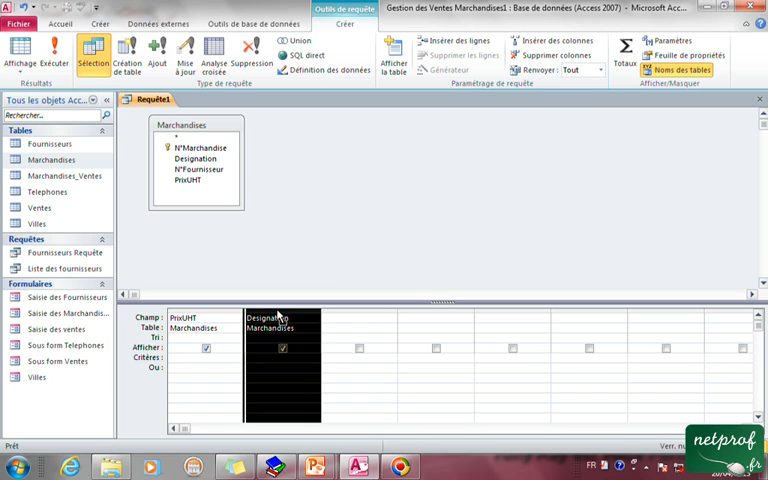 Outils de requête
Gestion des Ventes Marchandises1 : Base de données (Access 2007) - Microsoft Acc...
Fichier
Accueil
Créer
Données externes
Outils de base de données
Créer
Affichage
Exécuter
Sélection
Création de table
Ajout
Mise à jour
Analyse croisée
Suppression
Union
SQL direct
Définition des données
Afficher la table
Insérer des lignes
Supprimer les lignes
Générateur
Insérer des colonnes
Supprimer colonnes
Renvoyer : Tout
Totaux
Paramètres
Feuille de propriétés
Noms des tables
Résultats
Type de requête
Paramétrage de requête
Afficher/Masquer
Tous les objets Acc...
Rechercher...
Tables
Fournisseurs
Marchandises
Marchandises_Ventes
Telephones
Ventes
Villes
Requêtes
Fournisseurs Requête
Liste des fournisseurs
Formulaires
Saisie des Fournisseurs
Saisie des Marchandis...
Saisie des ventes
Sous form Telephones
Sous form Ventes
Villes
Requête1
Marchandises
*
N°Marchandise
Designation
N°Fournisseur
PrixUHT
Champ : PrixUHT Designation
Table : Marchandises Marchandises
Tri :
Afficher :
Critères :
Ou :
Prêt
FR
netprof
.fr